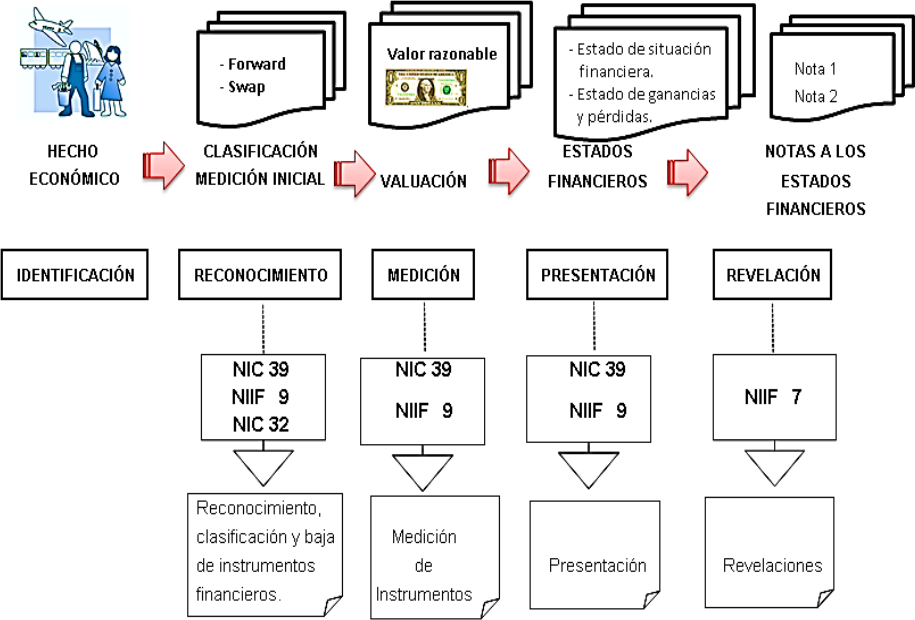 - Forward
- Swap
Valor razonable
- Estado de situación
financiera.
- Estado de ganancias
y pérdidas.
Nota 1
Nota 2
HECHO
ECONÓMICO
CLASIFICACIÓN
MEDICIÓN INICIAL
VALUACIÓN
ESTADOS
FINANCIEROS
NOTAS A LOS
ESTADOS
FINANCIEROS
IDENTIFICACIÓN
RECONOCIMIENTO
MEDICIÓN
PRESENTACIÓN
REVELACIÓN
NIC 39
NIIF 9
NIC 32
NIC 39
NIIF 9
NIC 39
NIIF 9
NIIF 7
Reconocimiento,
clasificación y baja
de instrumentos
financieros.
Medición
de
Instrumentos
Presentación
Revelaciones